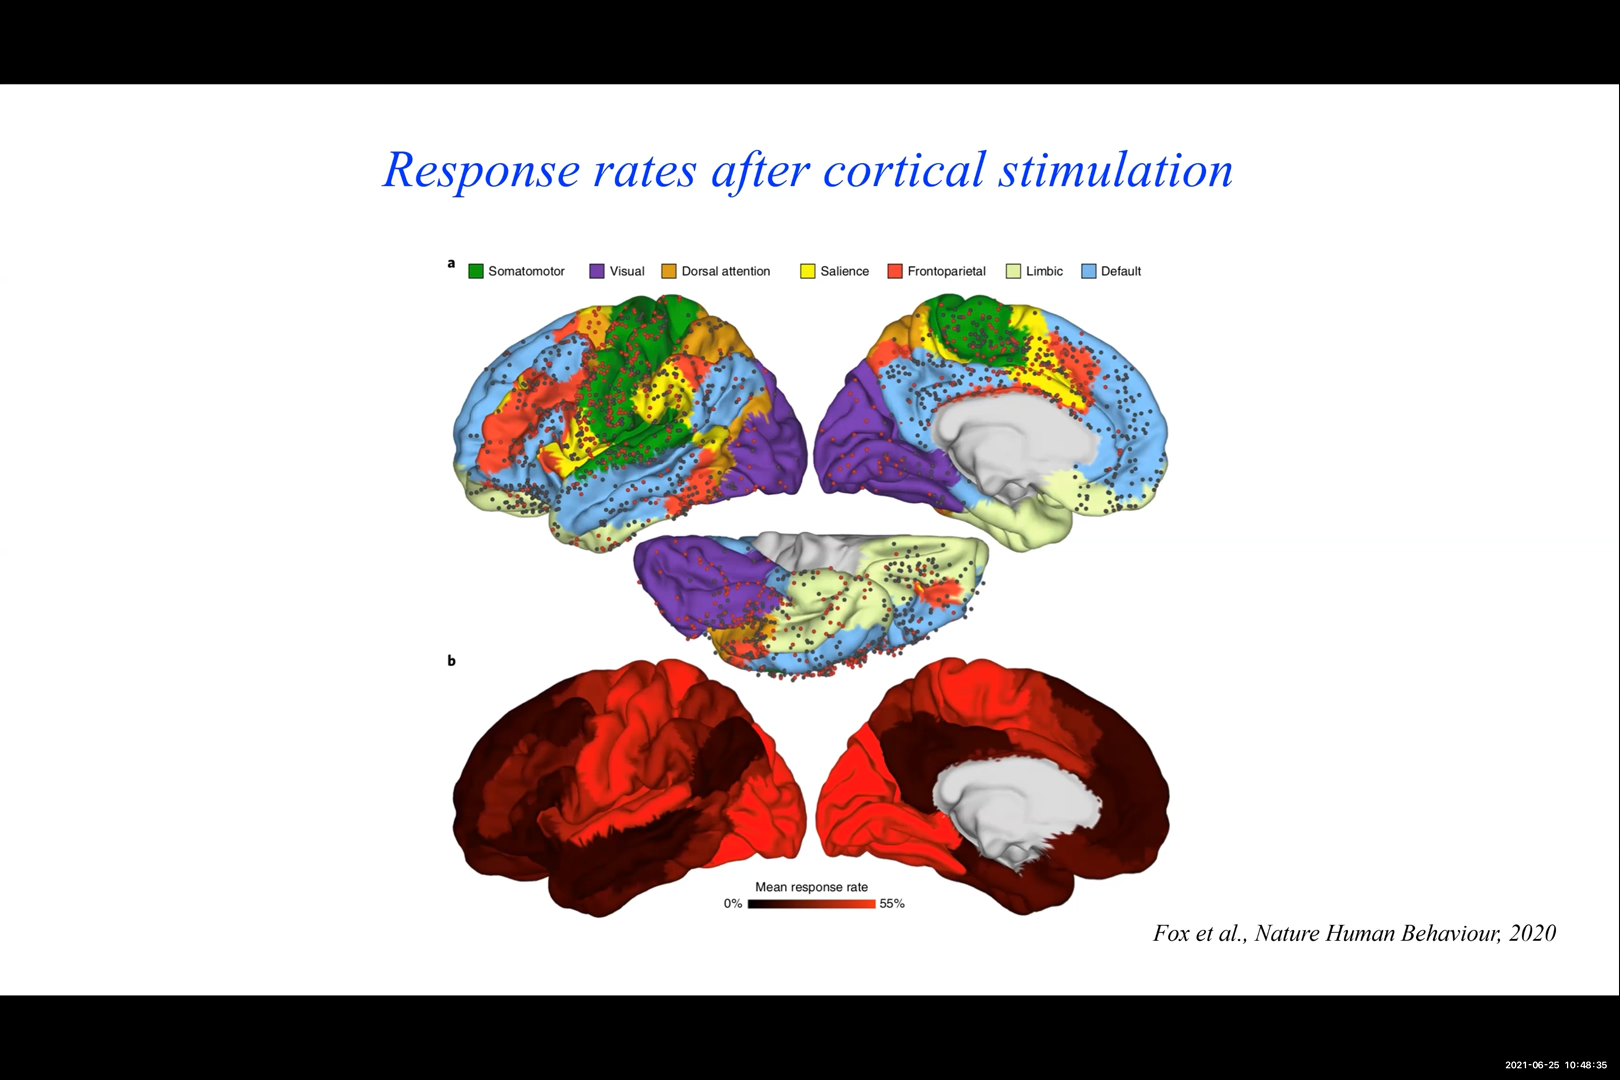 Response rates after cortical stimulation
a
Somatomotor Visual Dorsal attention Salience Frontoparietal Limbic Default
b
Mean response rate
0% 55%
Fox et al., Nature Human Behaviour, 2020
2021-06-25 10:48:35